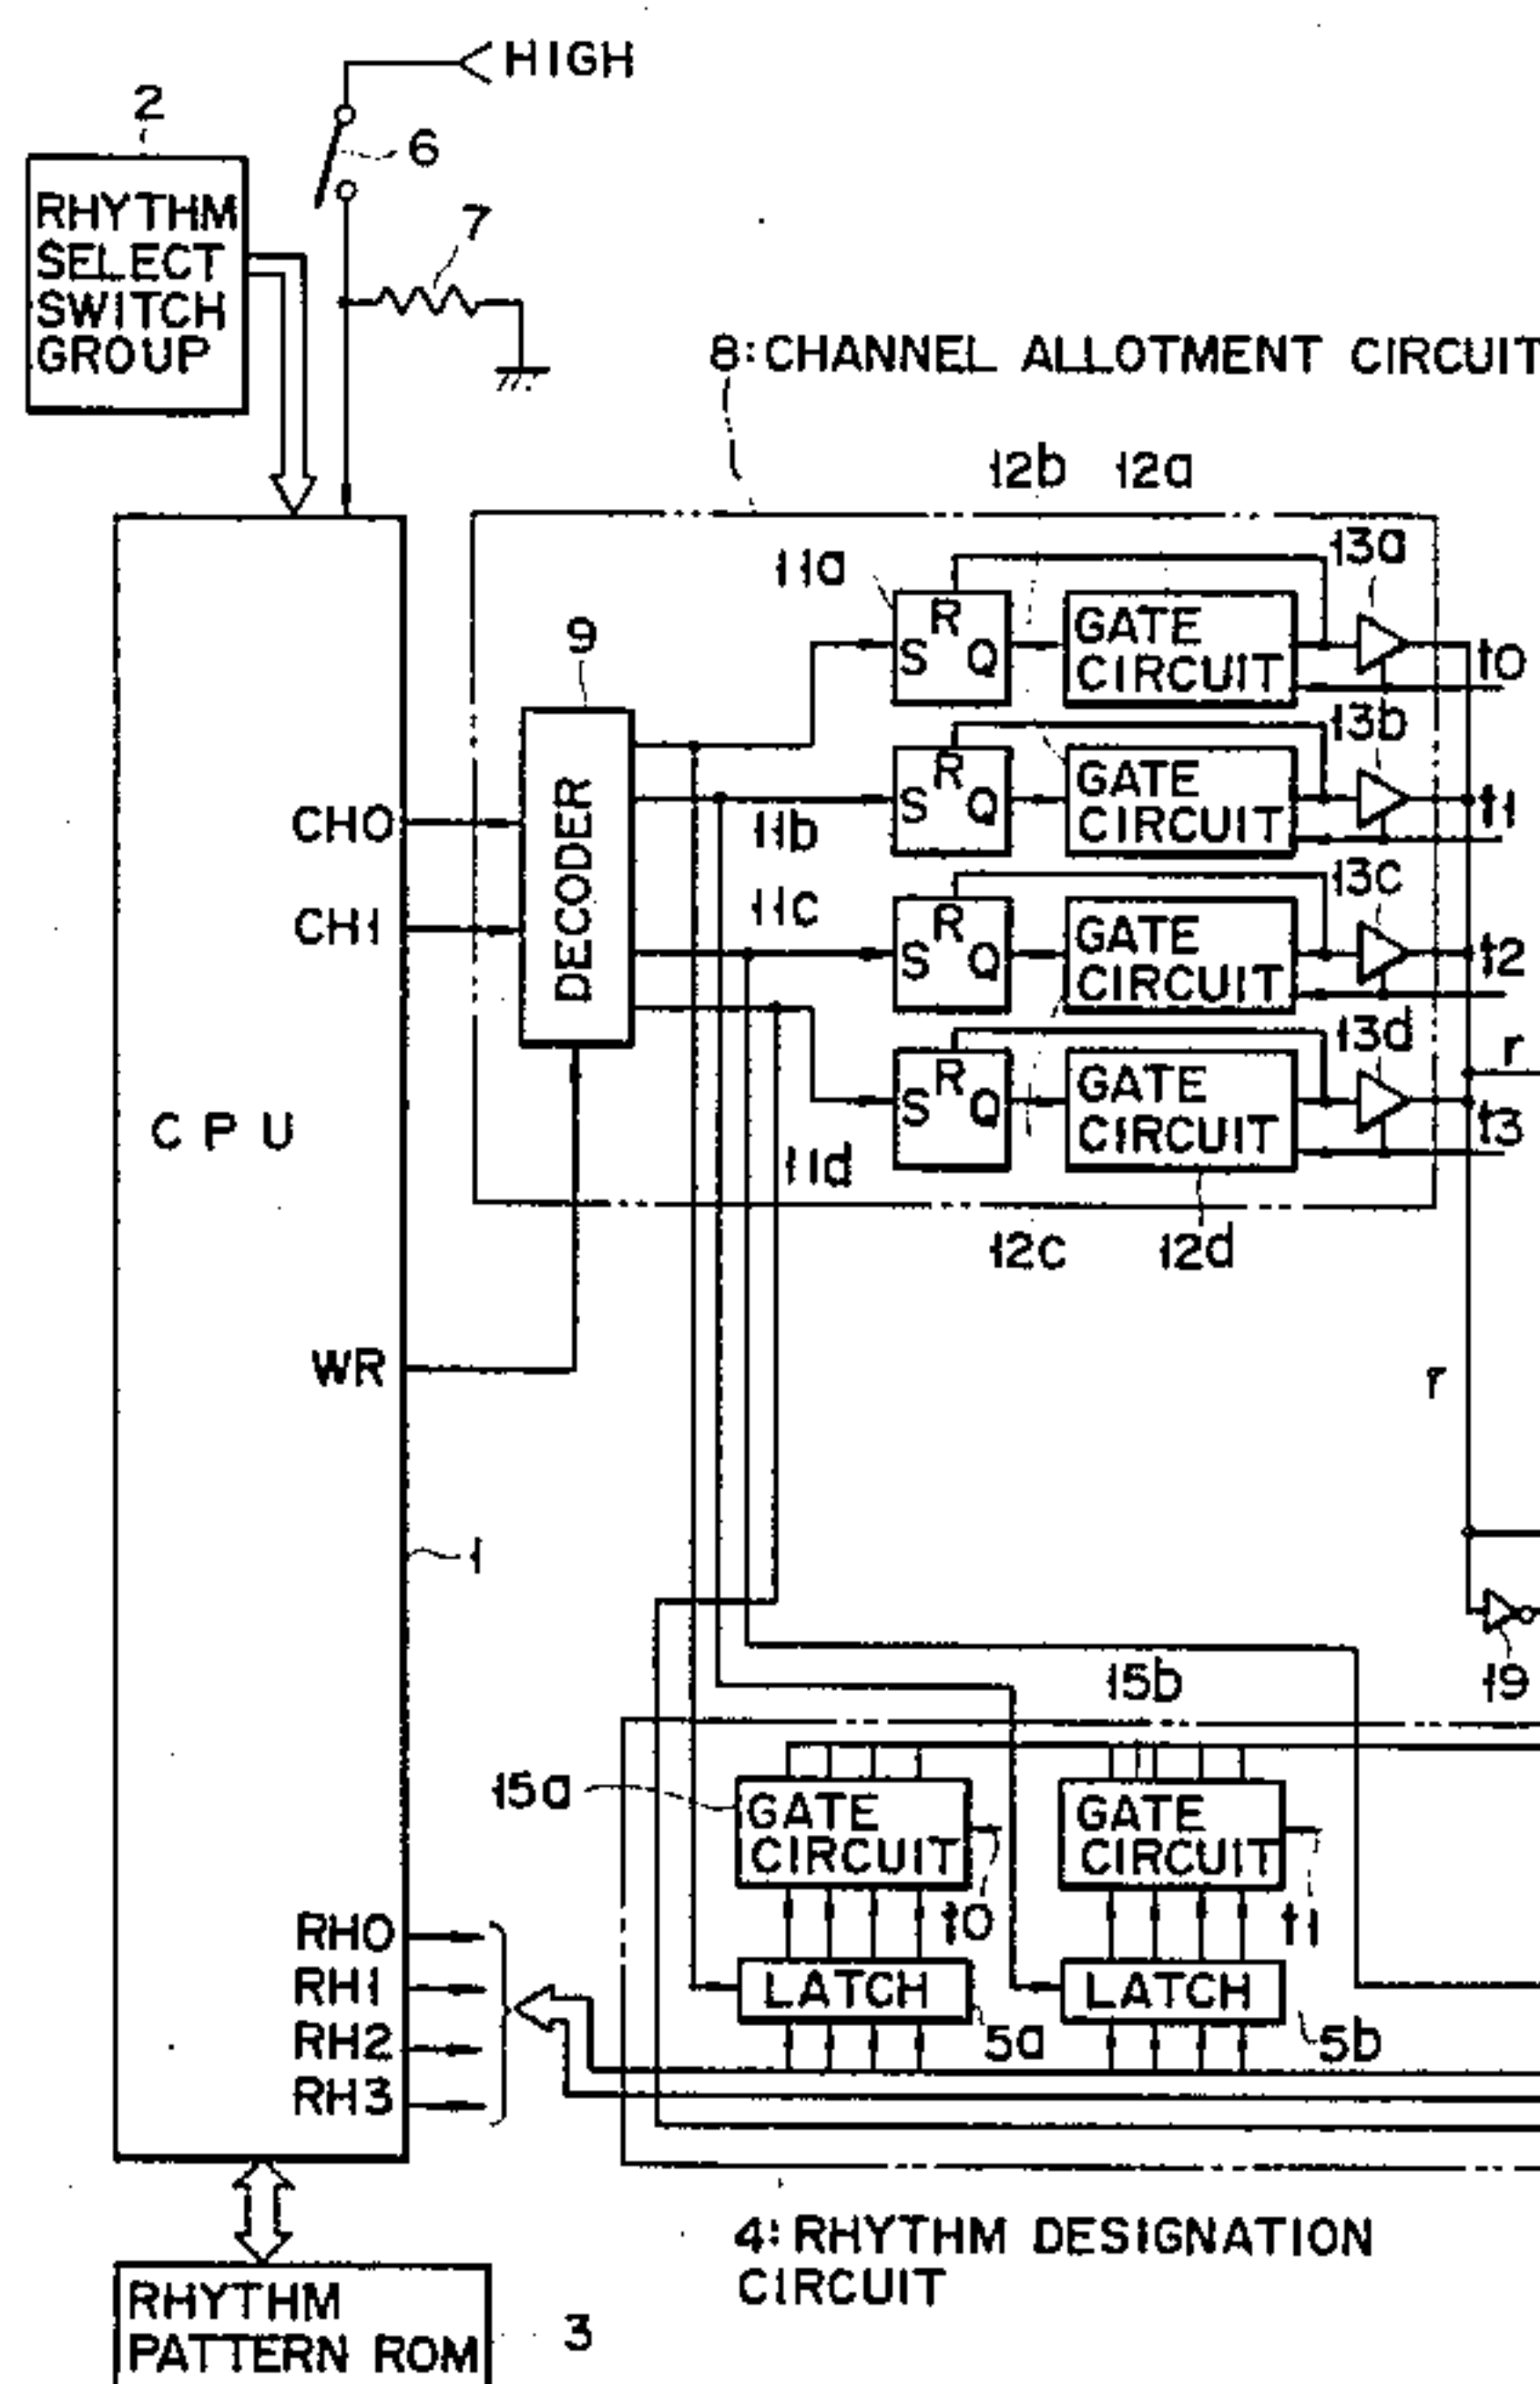 HIGH
2
6
RHYTHM
SELECT
SWITCH
GROUP
7
8:CHANNEL ALLOTMENT CIRCUIT
12b 12a
11a
13a
9
S R Q
GATE
CIRCUIT
t0
13b
CH0
S R Q
GATE
CIRCUIT
t1
11b
DECODER
13c
11c
CH1
S R Q
GATE
CIRCUIT
t2
13d
r
CPU
S R Q
GATE
CIRCUIT
t3
11d
12c 12d
WR
r
1
19
15b
15a
GATE
CIRCUIT
GATE
CIRCUIT
t0
t1
RH0
RH1
RH2
RH3
LATCH
LATCH
5a
5b
4:RHYTHM DESIGNATION
CIRCUIT
RHYTHM
PATTERN ROM
3